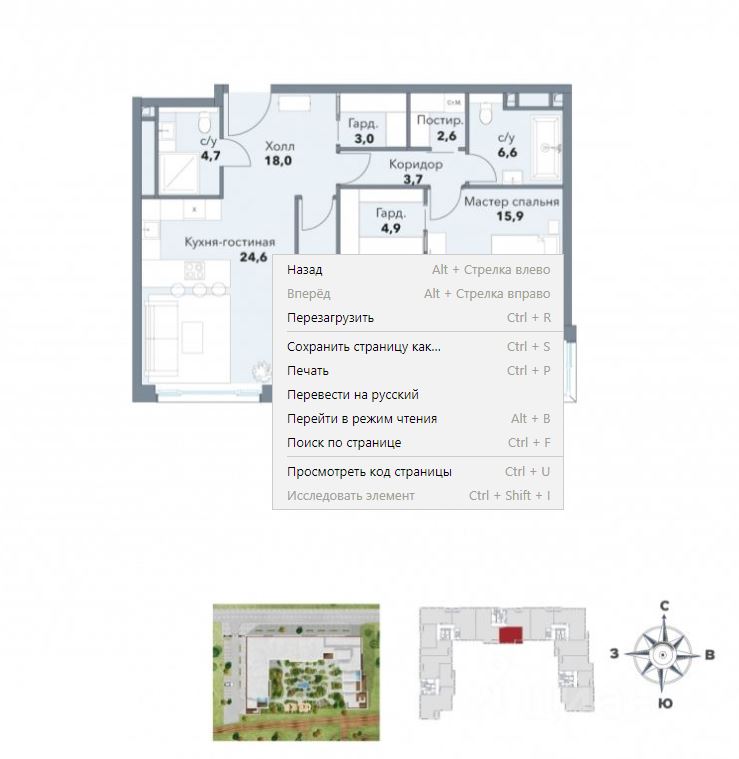 Ст.М.
Гард.
3,0
Постир.
2,6
с/у
4,7
Холл
18,0
с/у
6,6
Коридор
3,7
Мастер спальня
15,9
Гард.
4,9
Кухня-гостиная
24,6
Назад Alt + Стрелка влево
Вперёд Alt + Стрелка вправо
Перезагрузить Ctrl + R
Сохранить страницу как... Ctrl + S
Печать Ctrl + P
Перевести на русский
Перейти в режим чтения Alt + B
Поиск по странице Ctrl + F
Просмотреть код страницы Ctrl + U
Исследовать элемент Ctrl + Shift + I
С
З
В
Ю